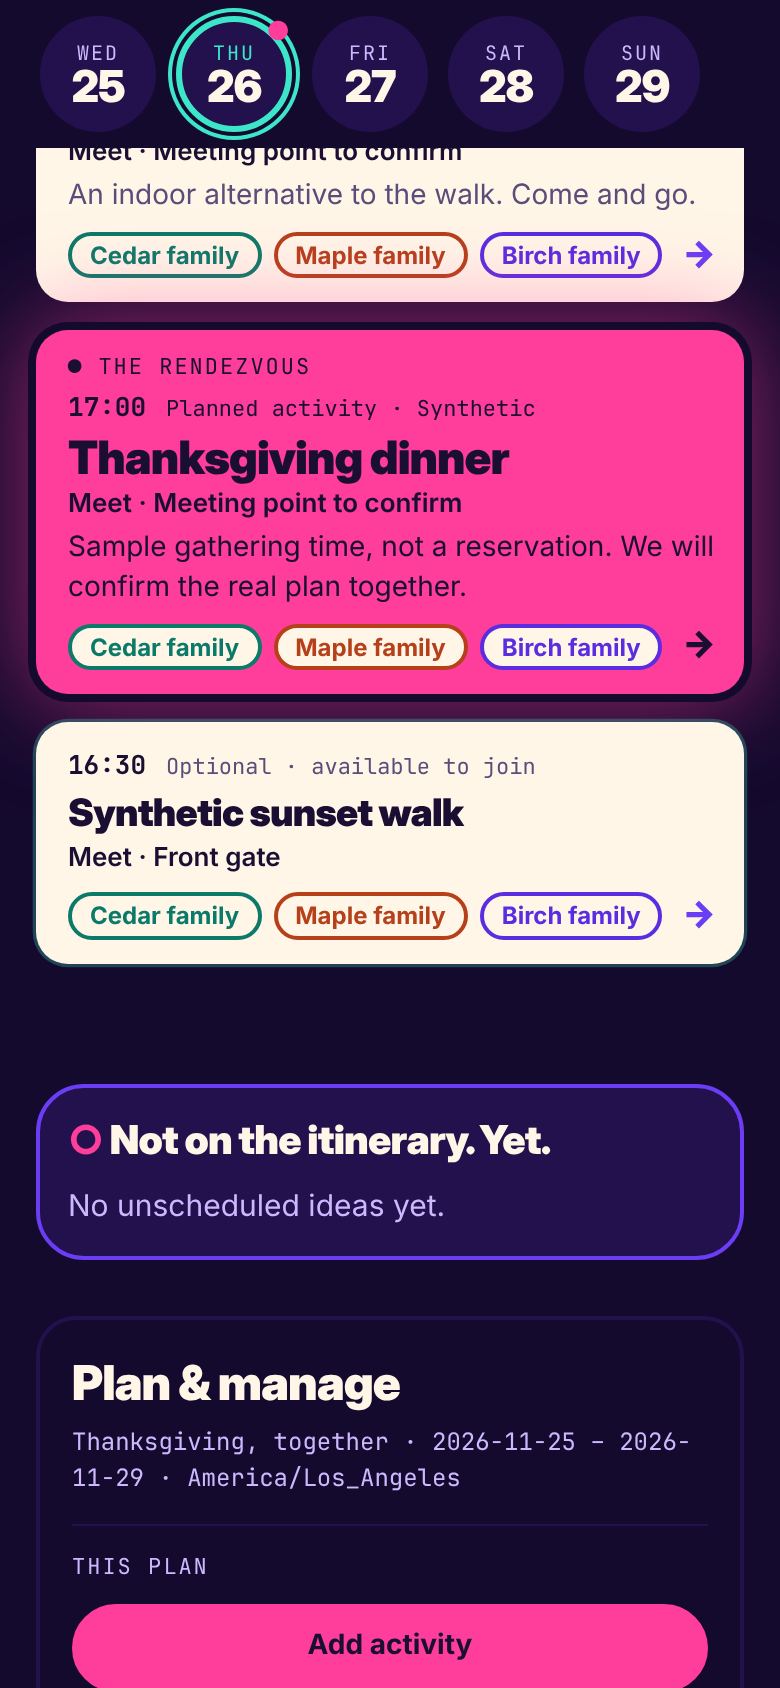 WED
25
THU
26
FRI
27
SAT
28
SUN
29
Meet · Meeting point to confirm
An indoor alternative to the walk. Come and go.
Cedar family Maple family Birch family →
● THE RENDEZVOUS
17:00 Planned activity · Synthetic
Thanksgiving dinner
Meet · Meeting point to confirm
Sample gathering time, not a reservation. We will
confirm the real plan together.
Cedar family Maple family Birch family →
16:30 Optional · available to join
Synthetic sunset walk
Meet · Front gate
Cedar family Maple family Birch family →
Not on the itinerary. Yet.
No unscheduled ideas yet.
Plan & manage
Thanksgiving, together · 2026-11-25 – 2026-
11-29 · America/Los_Angeles
THIS PLAN
Add activity